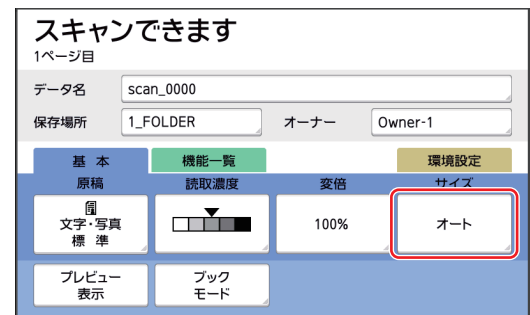 スキャンできます
1ページ目
データ名 scan_0000
保存場所 1_FOLDER オーナー Owner-1
基 本 機能一覧 環境設定
原稿 読取濃度 変倍 サイズ
文字・写真
標 準
100%
オート
プレビュー
表示
ブック
モード